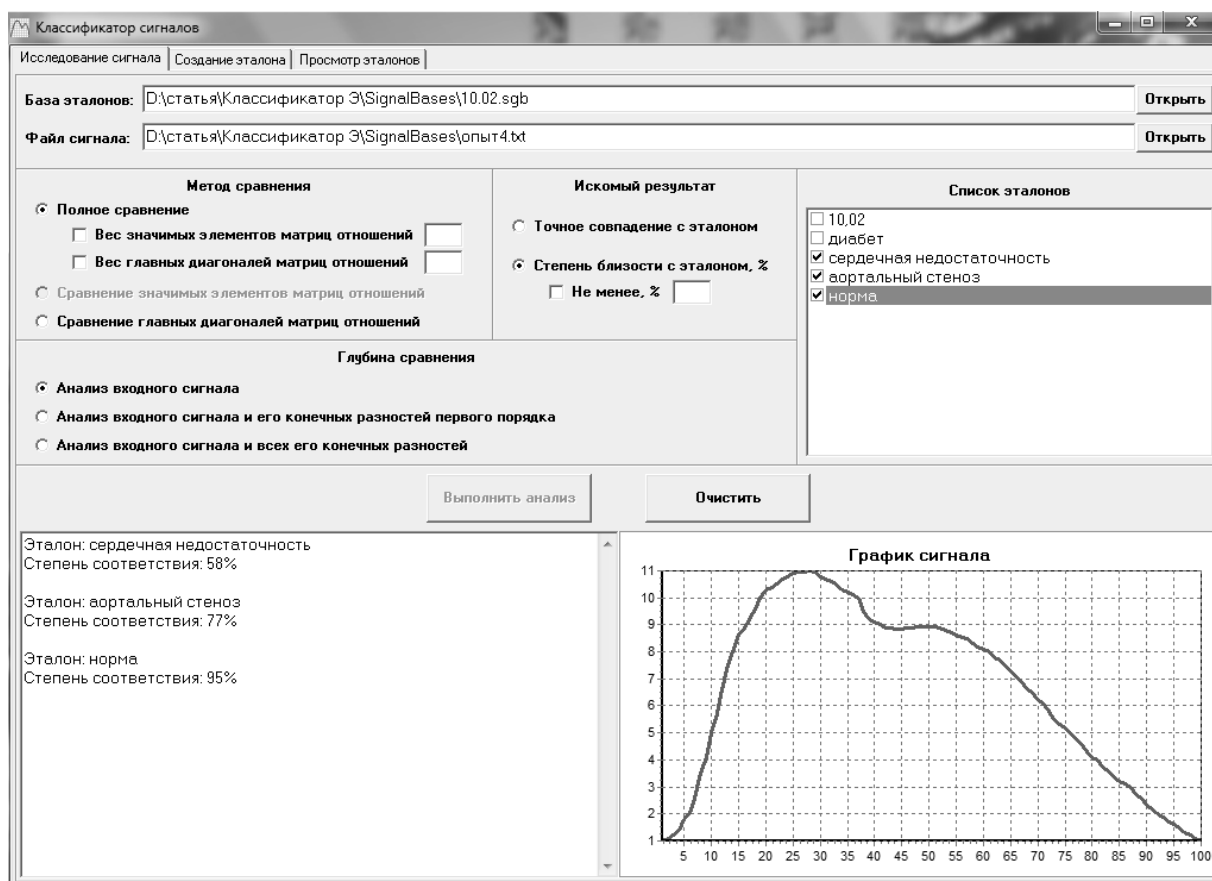 Классификатор сигналов
Исследование сигнала Создание эталона Просмотр эталонов
База эталонов: D:\статья\Классификатор Э\SignalBases\10.02.sgb Открыть
Файл сигнала: D:\статья\Классификатор Э\SignalBases\опыт4.txt Открыть
Метод сравнения
Полное сравнение
Вес значимых элементов матриц отношений
Вес главных диагоналей матриц отношений
Сравнение значимых элементов матриц отношений
Сравнение главных диагоналей матриц отношений
Искомый результат
Точное совпадение с эталоном
Степень близости с эталоном, %
Не менее, %
Список эталонов
10,02
диабет
сердечная недостаточность
аортальный стеноз
норма
Глубина сравнения
Анализ входного сигнала
Анализ входного сигнала и его конечных разностей первого порядка
Анализ входного сигнала и всех его конечных разностей
Выполнить анализ Очистить
Эталон: сердечная недостаточность
Степень соответствия: 58%
Эталон: аортальный стеноз
Степень соответствия: 77%
Эталон: норма
Степень соответствия: 95%
График сигнала
11
10
9
8
7
6
5
4
3
2
1
5 10 15 20 25 30 35 40 45 50 55 60 65 70 75 80 85 90 95 100